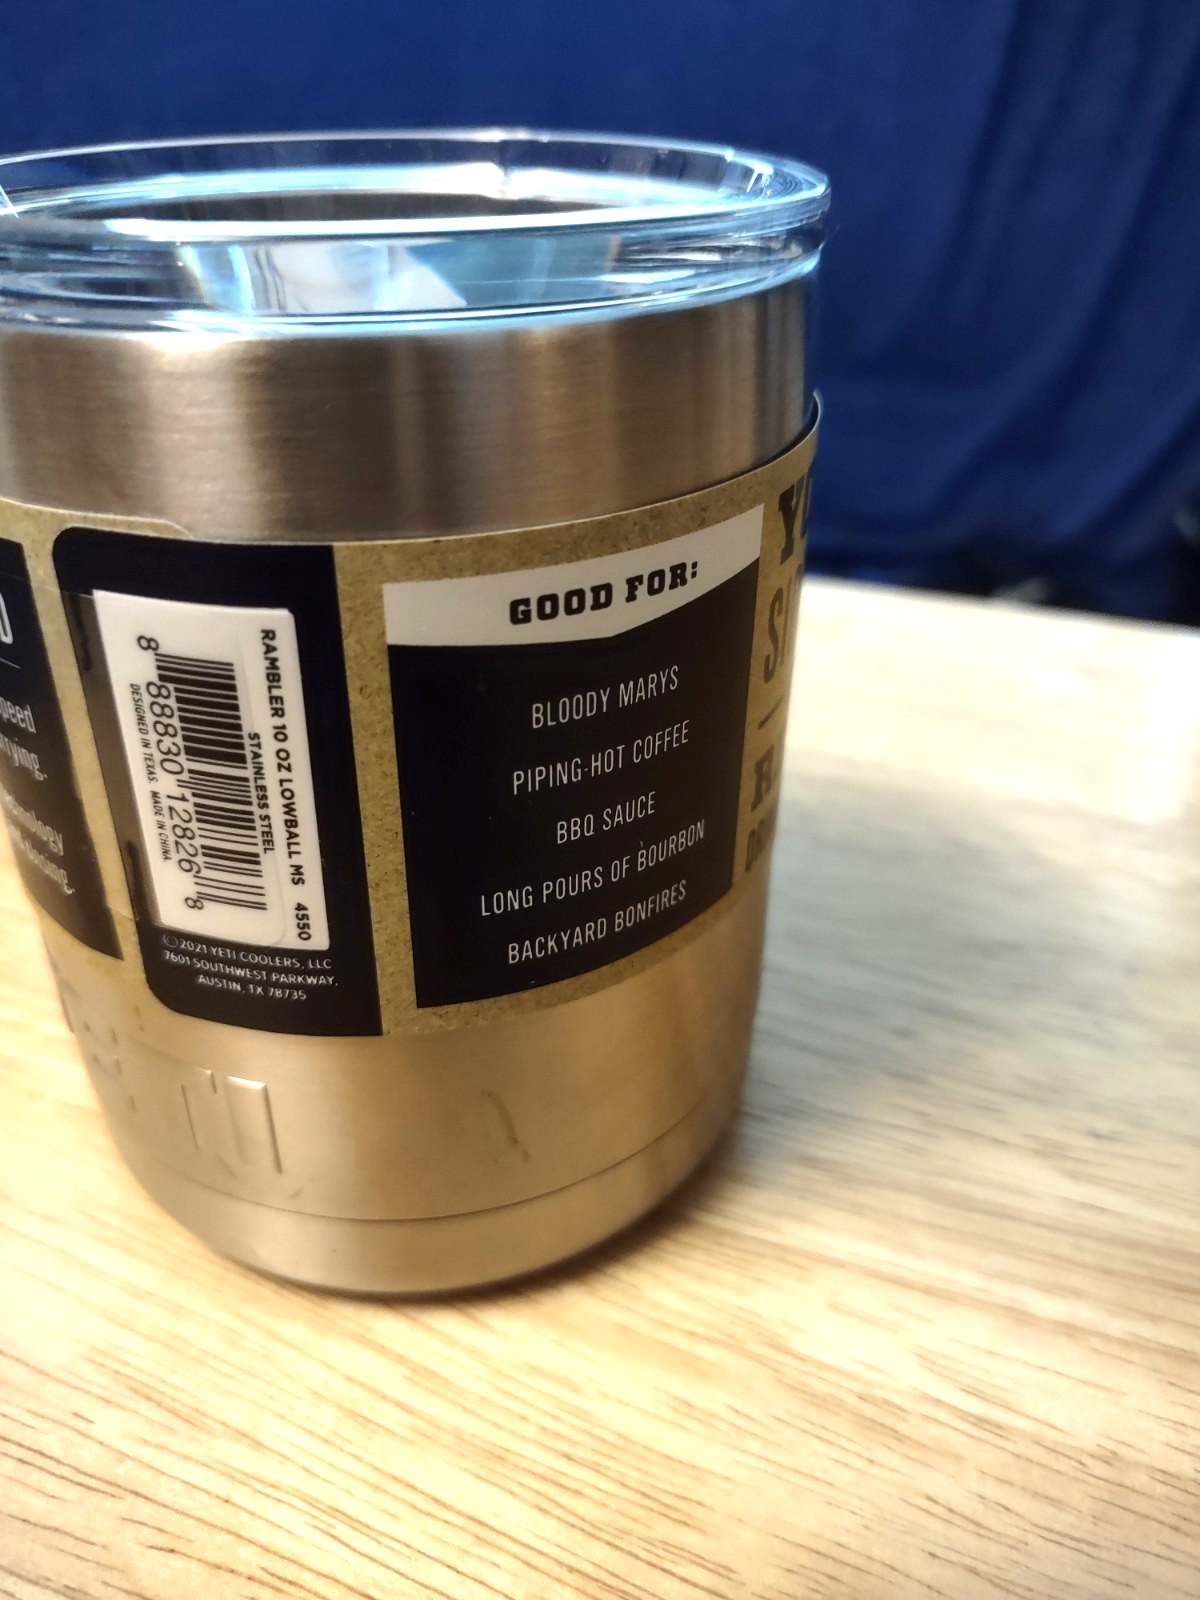 GOOD FOR:
BLOODY MARYS
PIPING-HOT COFFEE
BBQ SAUCE
LONG POURS OF BOURBON
BACKYARD BONFIRES
RAMBLER 10 OZ LOWBALL MS 4550
STAINLESS STEEL
8 88830 12826 8
DESIGNED IN TEXAS. MADE IN CHINA.
©2021 YETI COOLERS, LLC
7601 SOUTHWEST PARKWAY,
AUSTIN, TX 78735